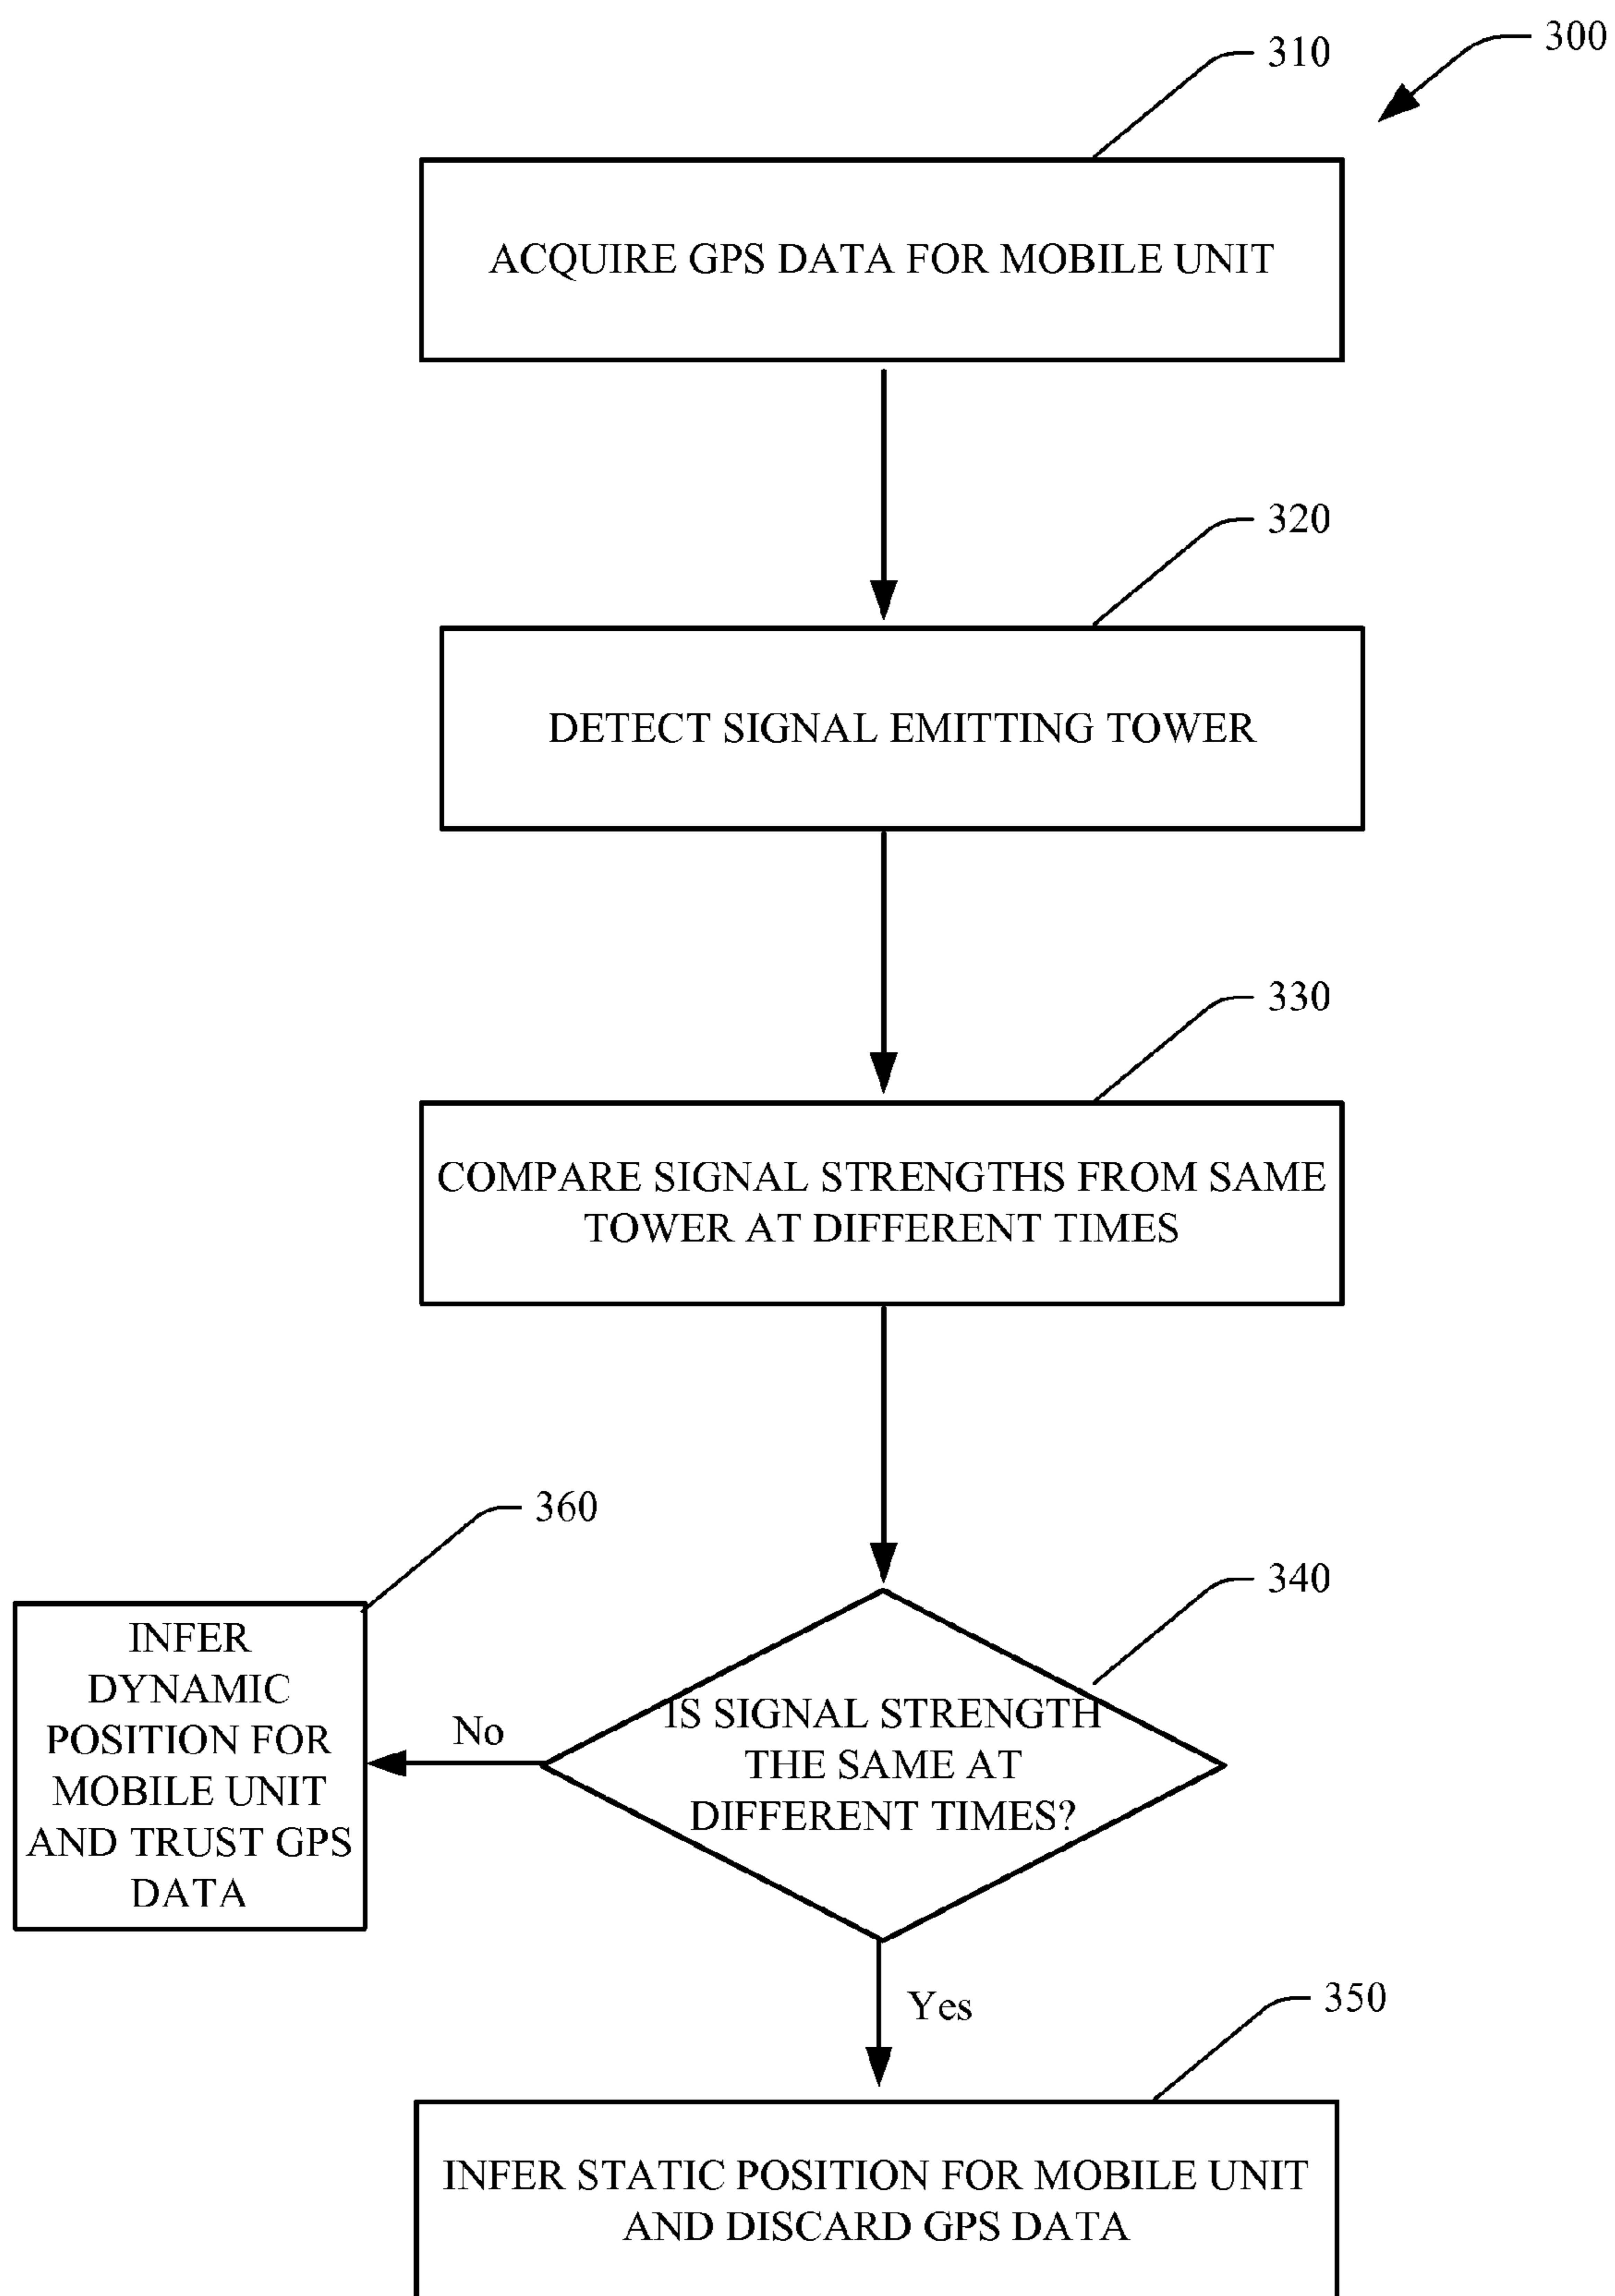 300
310
ACQUIRE GPS DATA FOR MOBILE UNIT
320
DETECT SIGNAL EMITTING TOWER
330
COMPARE SIGNAL STRENGTHS FROM SAME
TOWER AT DIFFERENT TIMES
340
IS SIGNAL STRENGTH
THE SAME AT
DIFFERENT TIMES?
No
360
INFER
DYNAMIC
POSITION FOR
MOBILE UNIT
AND TRUST GPS
DATA
Yes
350
INFER STATIC POSITION FOR MOBILE UNIT
AND DISCARD GPS DATA